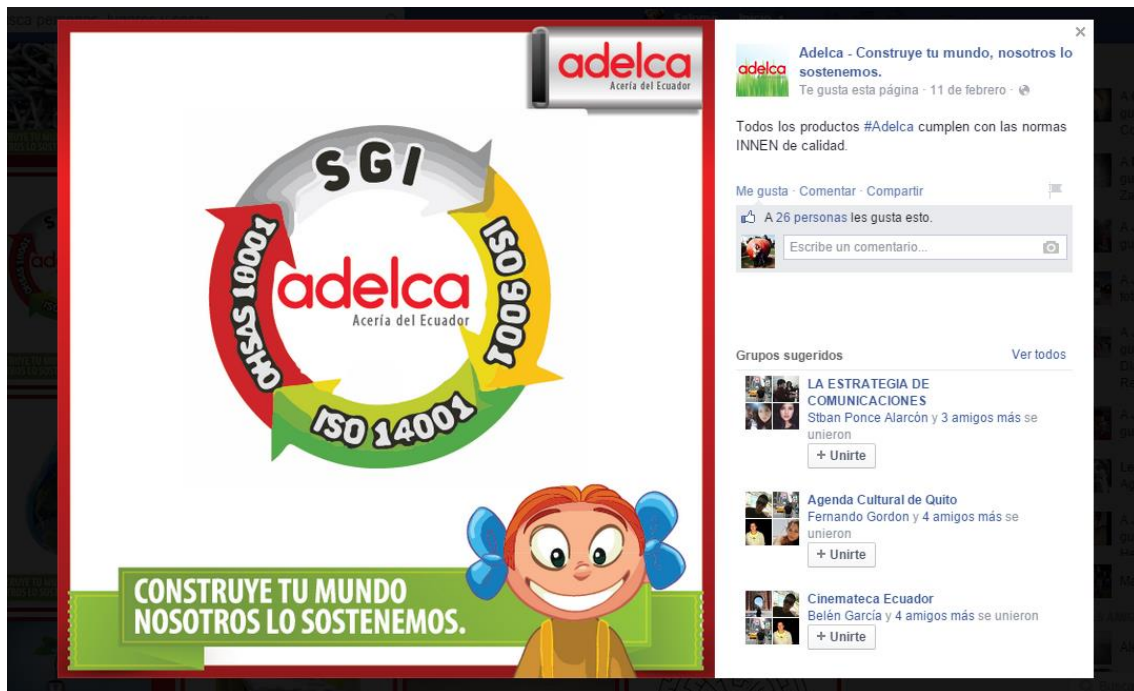 adelca
Acería del Ecuador
SGI
ISO 9001
ISO 14001
OHSAS 18001
adelca
Acería del Ecuador
CONSTRUYE TU MUNDO
NOSOTROS LO SOSTENEMOS.
adelca
Adelca - Construye tu mundo, nosotros lo
sostenemos.
Te gusta esta página · 11 de febrero ·
Todos los productos #Adelca cumplen con las normas
INNEN de calidad.
Me gusta · Comentar · Compartir
A 26 personas les gusta esto.
Escribe un comentario...
Grupos sugeridos
Ver todos
LA ESTRATEGIA DE
COMUNICACIONES
Stban Ponce Alarcòn y 3 amigos más se
unieron
+ Unirte
Agenda Cultural de Quito
Fernando Gordon y 4 amigos más se
unieron
+ Unirte
Cinemateca Ecuador
Belén García y 4 amigos más se unieron
+ Unirte